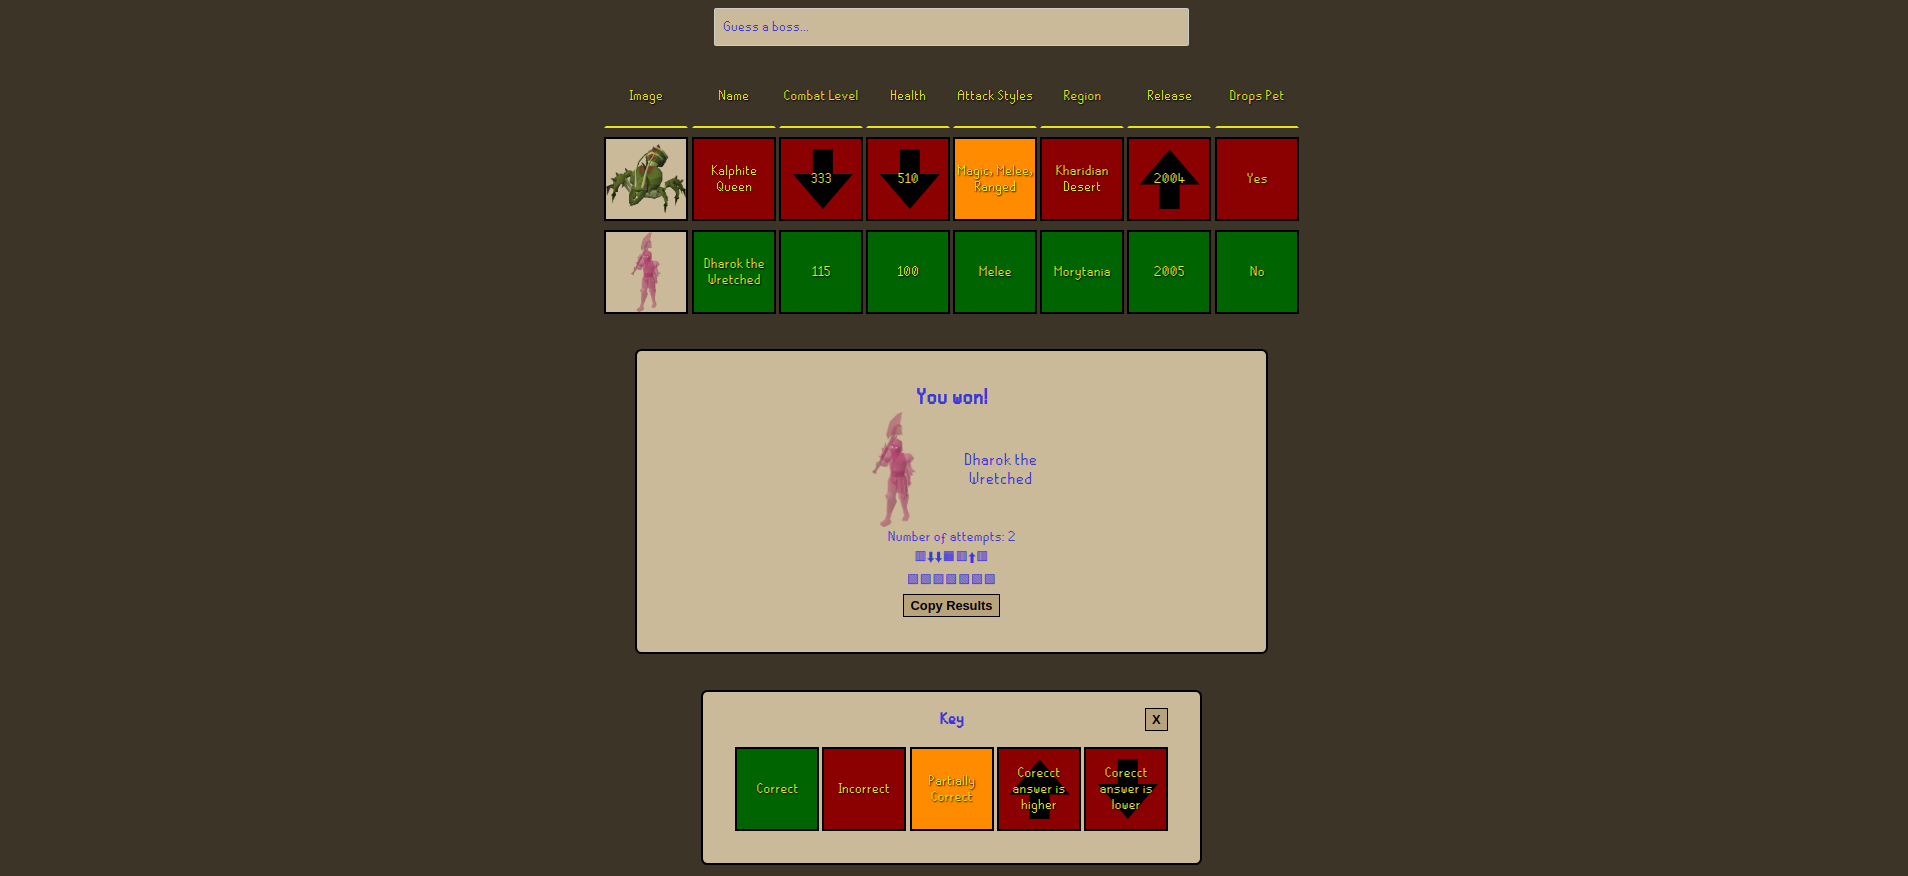 Guess a boss...
Image Name Combat Level Health Attack Styles Region Release Drops Pet
Kalphite
Queen
333
510
Magic, Melee,
Ranged
Kharidian
Desert
2004
Yes
Dharok the
Wretched
115
100
Melee
Morytania
2005
No
You won!
Dharok the
Wretched
Number of attempts: 2
Copy Results
Key
X
Correct
Incorrect
Partially
Correct
Corecct
answer is
higher
Corecct
answer is
lower